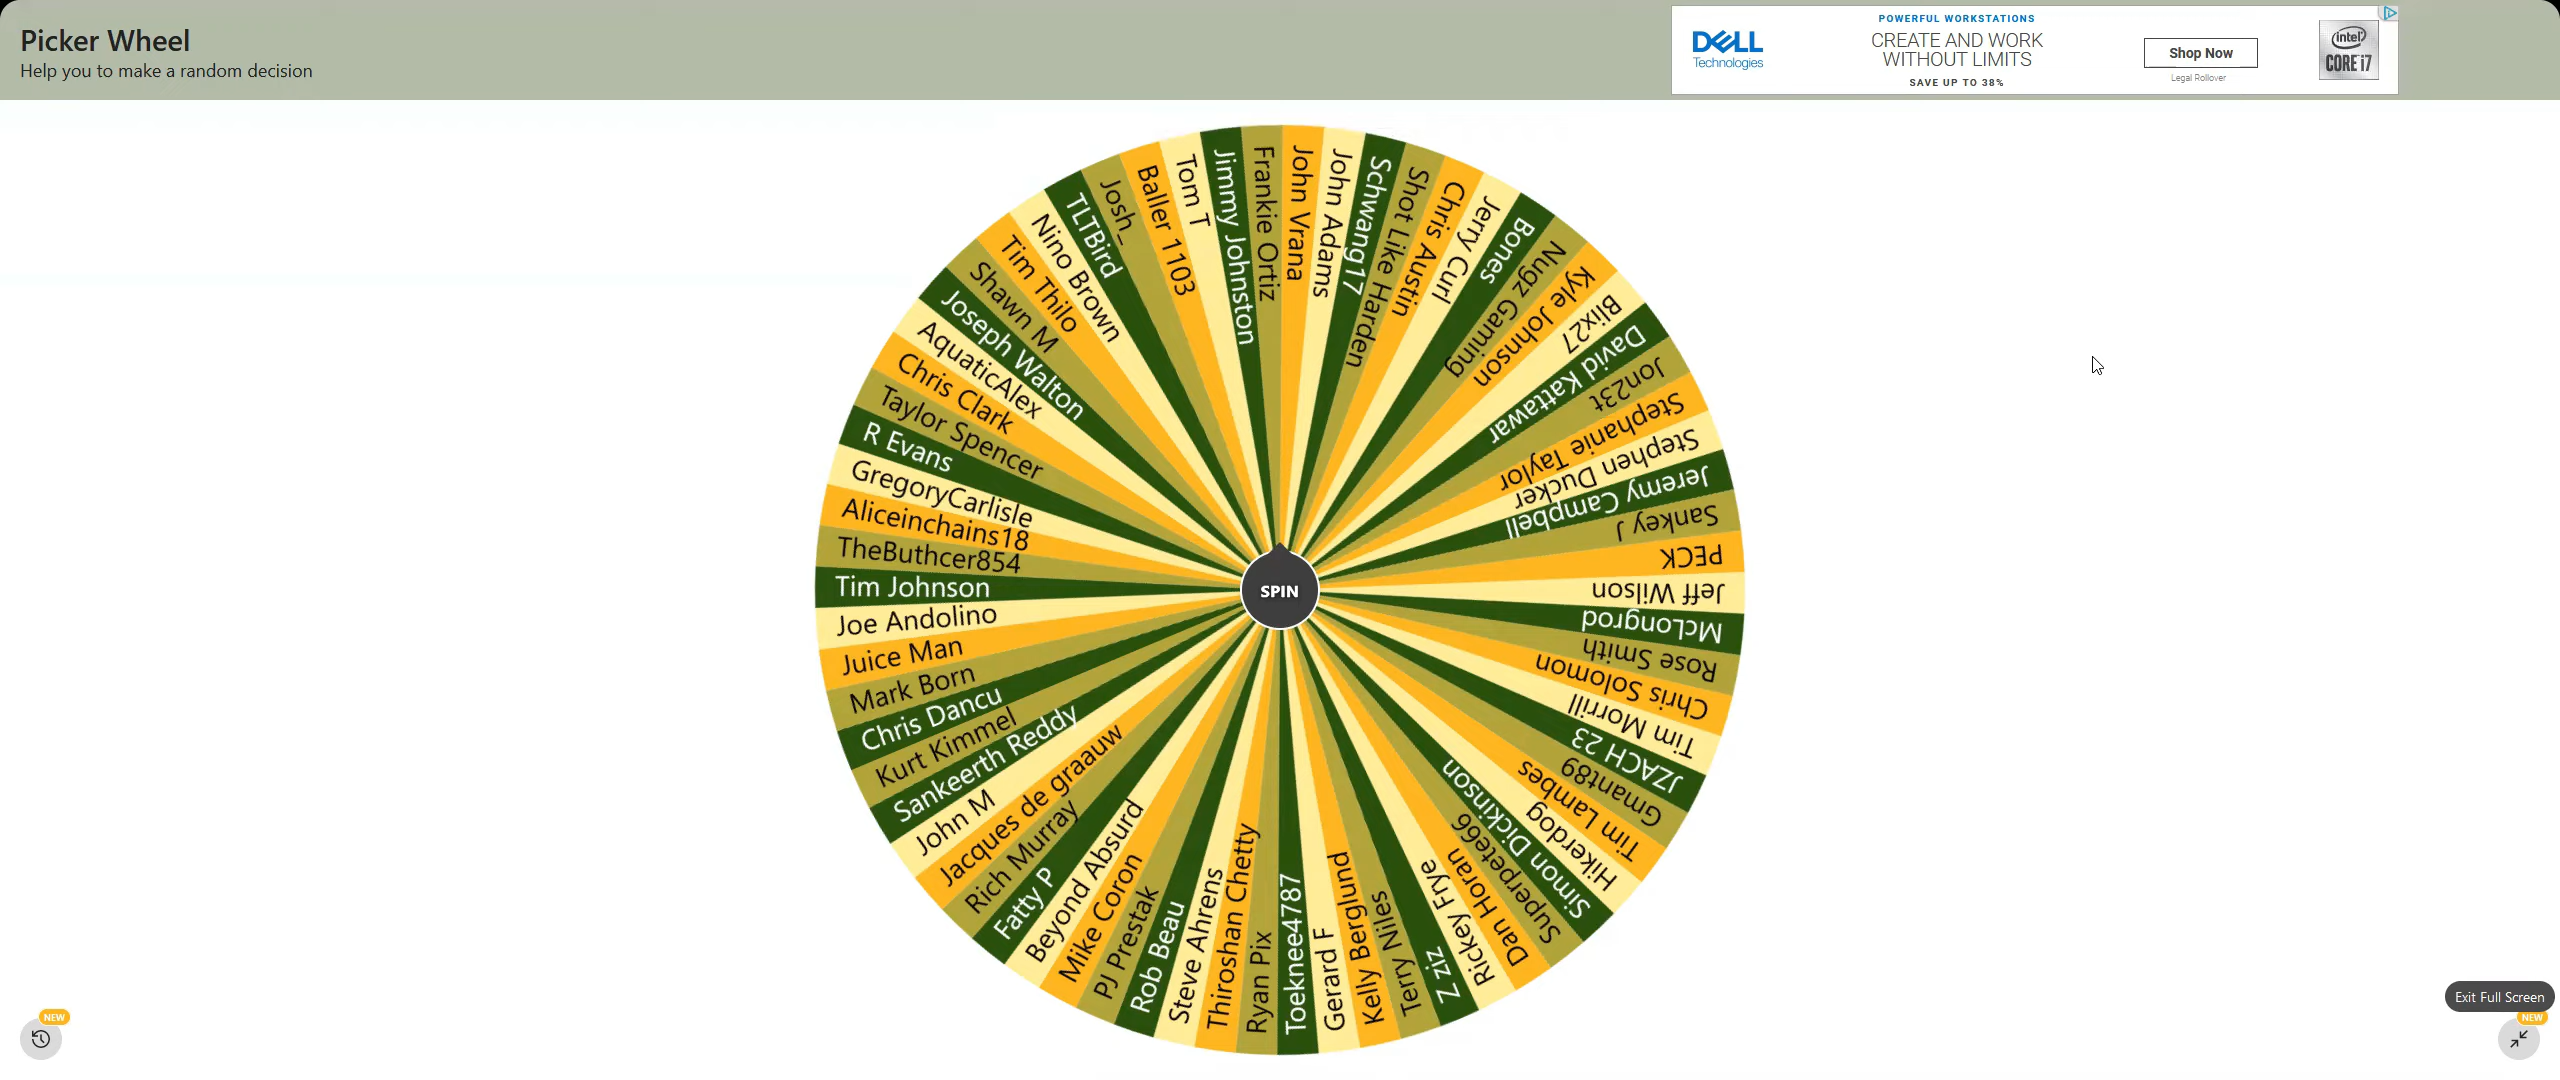 Picker Wheel
Help you to make a random decision
DELL
Technologies
POWERFUL WORKSTATIONS
CREATE AND WORK
WITHOUT LIMITS
SAVE UP TO 38%
Shop Now
Legal Rollover
intel
CORE i7
John Vrana
John Adams
Schwang17
Shot Like Harden
Chris Austin
Jerry Curl
Bones
Nugz Gaming
Kyle Johnson
Blix27
David Kattawar
Jon23t
Stephanie Taylor
Stephen Ducker
Jeremy Campbell
Sankey J
PECK
Jeff Wilson
McLongrod
Rose Smith
Chris Solomon
Tim Morrill
JZACH 23
Gmant89
Tim Lambes
Hikerdog
Simon Dickinson
Superpete66
Dan Horan
Rickey Frye
Z ziz
Terry Niles
Kelly Berglund
Gerard F
Toeknee4787
Ryan Pix
Thiroshan Chetty
Steve Ahrens
Rob Beau
PJ Prestak
Mike Coron
Beyond Absurd
Fatty P
Rich Murray
Jacques de graauw
John M
Sankeerth Reddy
Kurt Kimmel
Chris Dancu
Mark Born
Juice Man
Joe Andolino
Tim Johnson
TheButhcer854
Aliceinchains18
GregoryCarlisle
R Evans
Taylor Spencer
Chris Clark
AquaticAlex
Joseph Walton
Shawn M
Tim Thilo
Nino Brown
TLTBird
Josh_
Baller 1103
Tom T
Jimmy Johnston
Frankie Ortiz
SPIN
NEW
Exit Full Screen
NEW